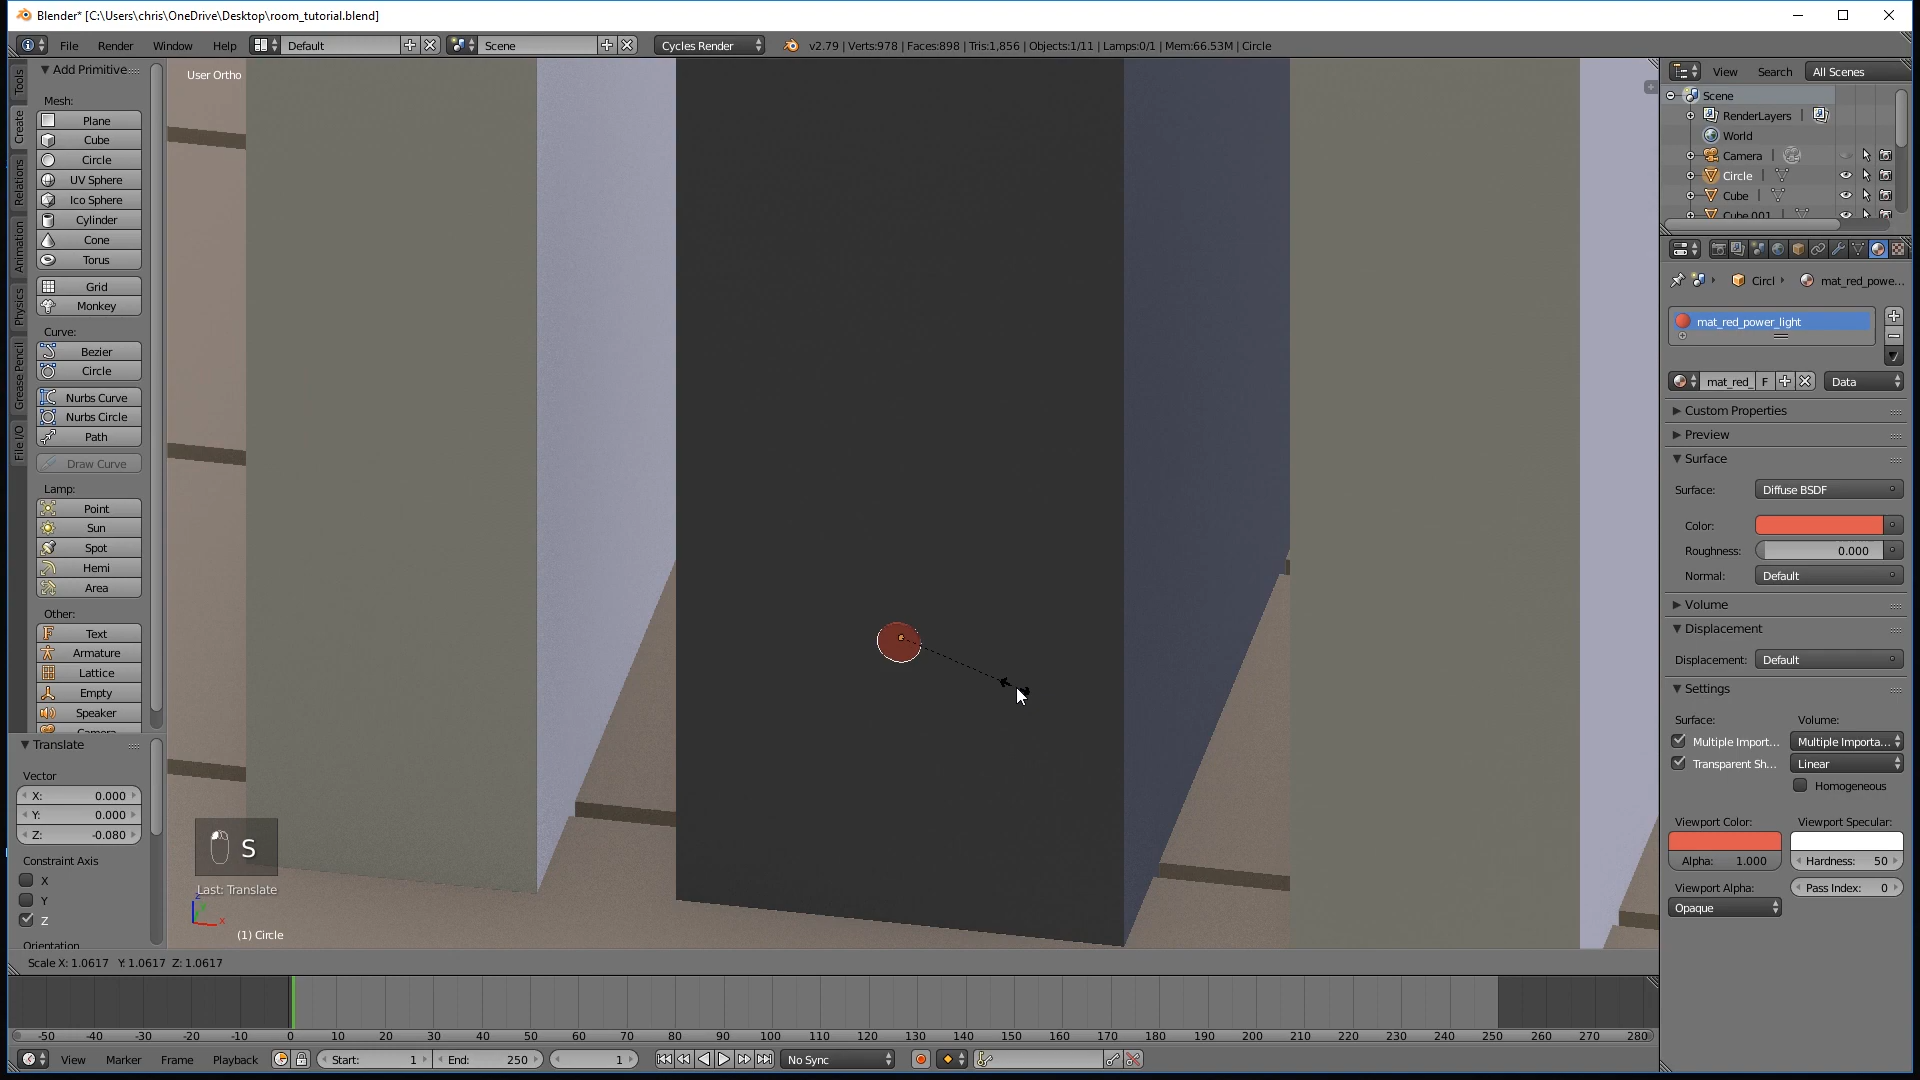 Blender* [C:\Users\chris\OneDrive\Desktop\room_tutorial.blend]
File Render Window Help Default Scene Cycles Render v2.79 | Verts:978 | Faces:898 | Tris:1,856 | Objects:1/11 | Lamps:0/1 | Mem:66.53M | Circle
Tools
Create
Relations
Animation
Physics
Grease Pencil
File I/O
Add Primitive
Mesh:
Plane
Cube
Circle
UV Sphere
Ico Sphere
Cylinder
Cone
Torus
Grid
Monkey
Curve:
Bezier
Circle
Nurbs Curve
Nurbs Circle
Path
Draw Curve
Lamp:
Point
Sun
Spot
Hemi
Area
Other:
Text
Armature
Lattice
Empty
Speaker
Camera
Translate
Vector
X: 0.000
Y: 0.000
Z: -0.080
Constraint Axis
X
Y
Z
Orientation
User Ortho
S
Last: Translate
z
y
x
(1) Circle
Scale X: 1.0617 Y: 1.0617 Z: 1.0617
-50 -40 -30 -20 -10 0 10 20 30 40 50 60 70 80 90 100 110 120 130 140 150 160 170 180 190 200 210 220 230 240 250 260 270 280
View Marker Frame Playback Start: 1 End: 250 1 No Sync
View Search All Scenes
Scene
RenderLayers |
World
Camera |
Circle |
Cube |
Cube.001 |
Circl mat_red_powe...
mat_red_power_light
mat_red_ F Data
Custom Properties
Preview
Surface
Surface: Diffuse BSDF
Color:
Roughness: 0.000
Normal: Default
Volume
Displacement
Displacement: Default
Settings
Surface: Volume:
Multiple Import... Multiple Importa...
Transparent Sh... Linear
Homogeneous
Viewport Color: Viewport Specular:
Alpha: 1.000 Hardness: 50
Viewport Alpha: Pass Index: 0
Opaque